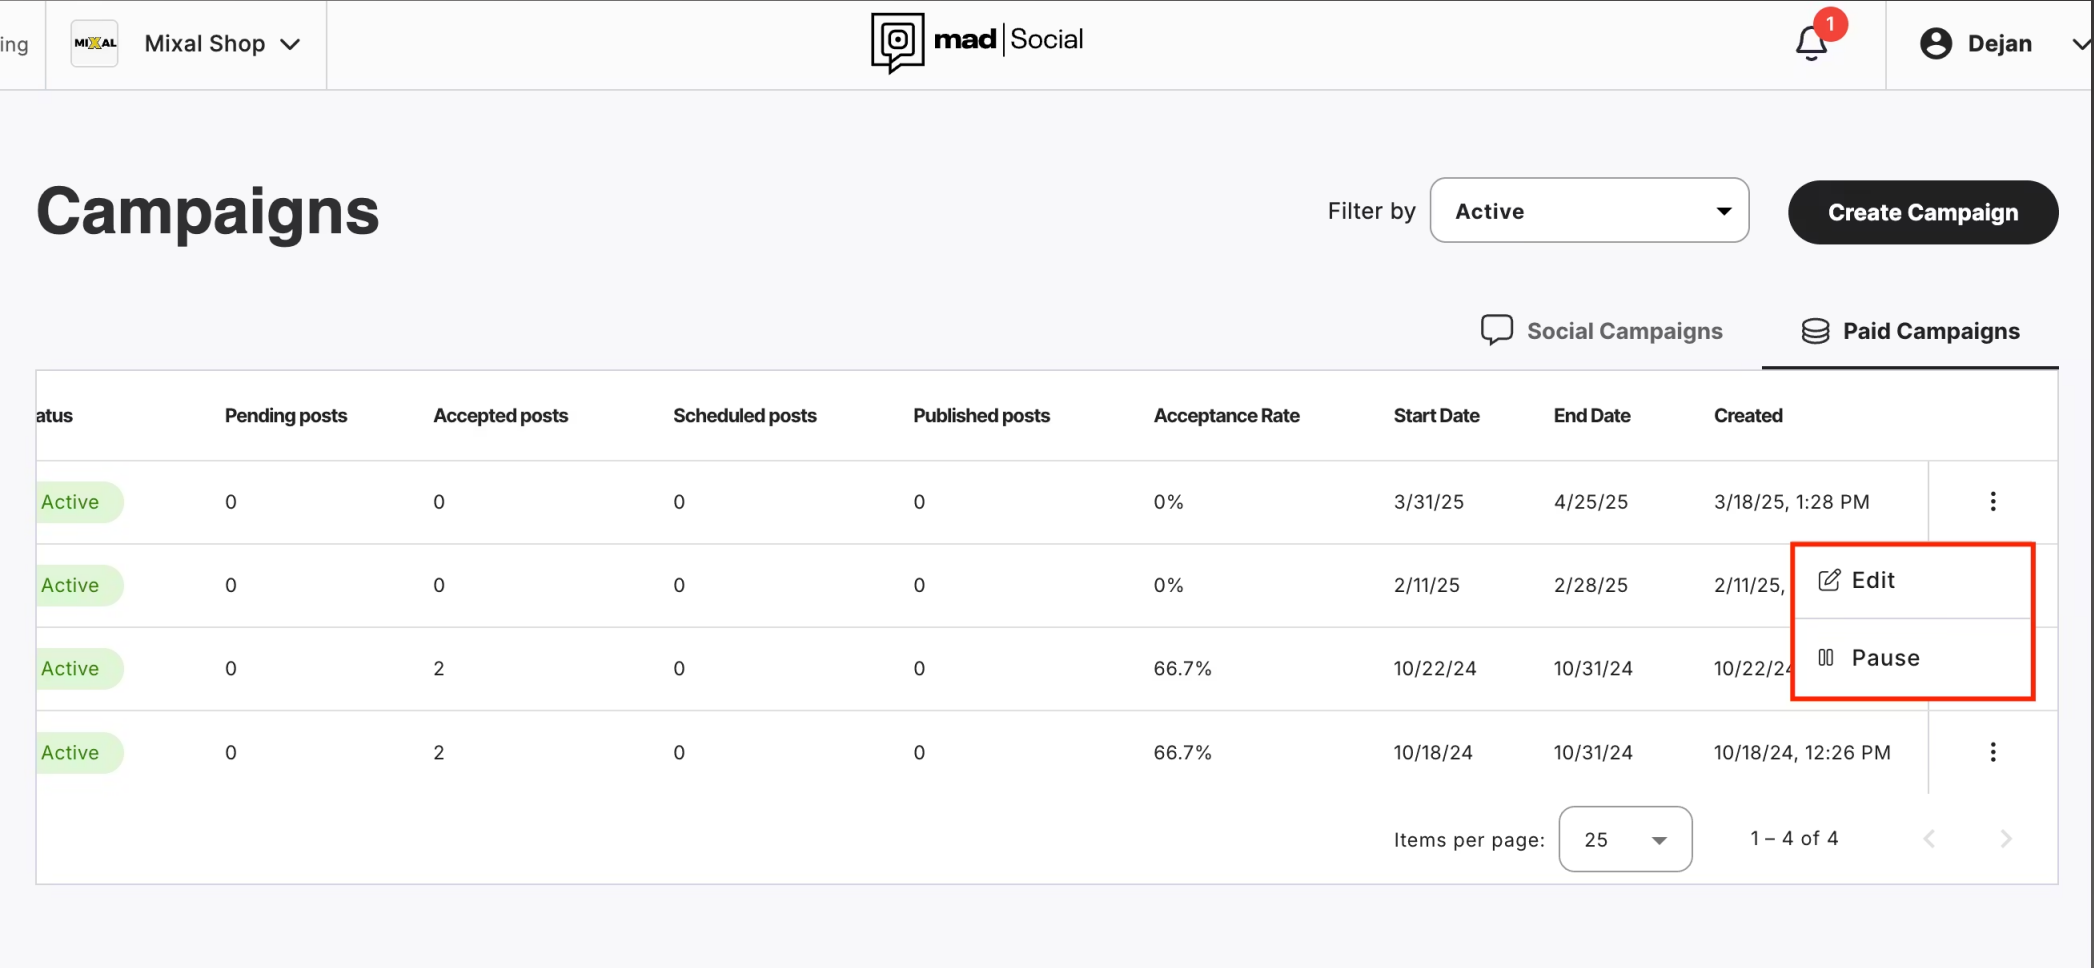 ing
MIXAL
Mixal Shop
mad|Social
1
Dejan
Campaigns
Filter by
Active
Create Campaign
Social Campaigns
Paid Campaigns
atus Pending posts Accepted posts Scheduled posts Published posts Acceptance Rate Start Date End Date Created
Active 0 0 0 0 0% 3/31/25 4/25/25 3/18/25, 1:28 PM
Active 0 0 0 0 0% 2/11/25 2/28/25 2/11/25,
Edit
Active 0 2 0 0 66.7% 10/22/24 10/31/24 10/22/24
Pause
Active 0 2 0 0 66.7% 10/18/24 10/31/24 10/18/24, 12:26 PM
Items per page: 25 1 – 4 of 4